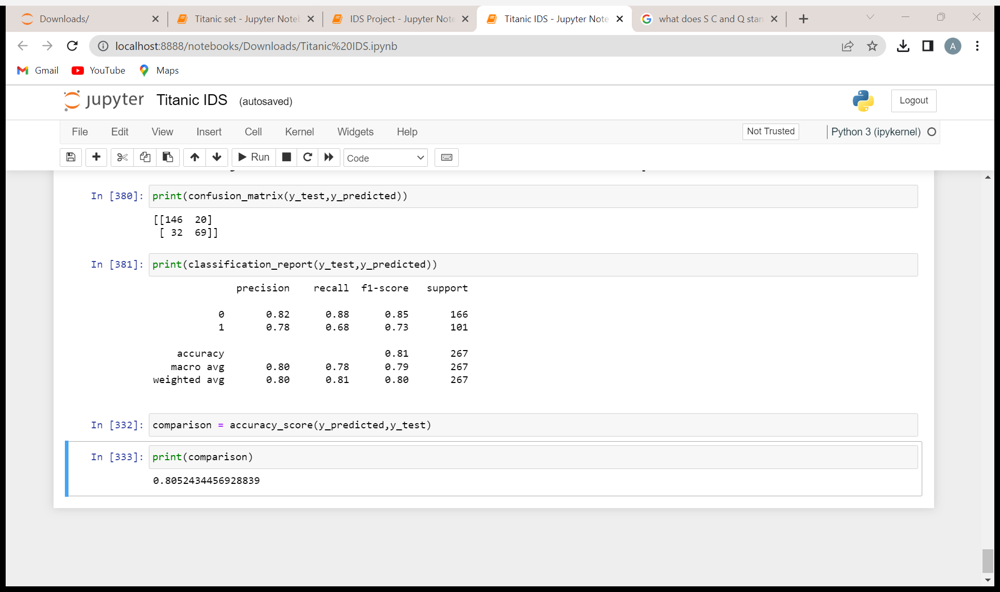 Downloads/
Titanic set - Jupyter Noteb
IDS Project - Jupyter Note
Titanic IDS - Jupyter Note
what does S C and Q stan
localhost:8888/notebooks/Downloads/Titanic%20IDS.ipynb
A
Gmail YouTube Maps
jupyter Titanic IDS (autosaved)
Logout
File Edit View Insert Cell Kernel Widgets Help
Not Trusted
Python 3 (ipykernel)
Run
Code
In [380]: print(confusion_matrix(y_test,y_predicted))
[[146  20]
 [ 32  69]]
In [381]: print(classification_report(y_test,y_predicted))
precision    recall  f1-score   support
0       0.82      0.88      0.85       166
1       0.78      0.68      0.73       101
accuracy                           0.81       267
macro avg       0.80      0.78      0.79       267
weighted avg       0.80      0.81      0.80       267
In [332]: comparison = accuracy_score(y_predicted,y_test)
In [333]: print(comparison)
0.8052434456928839